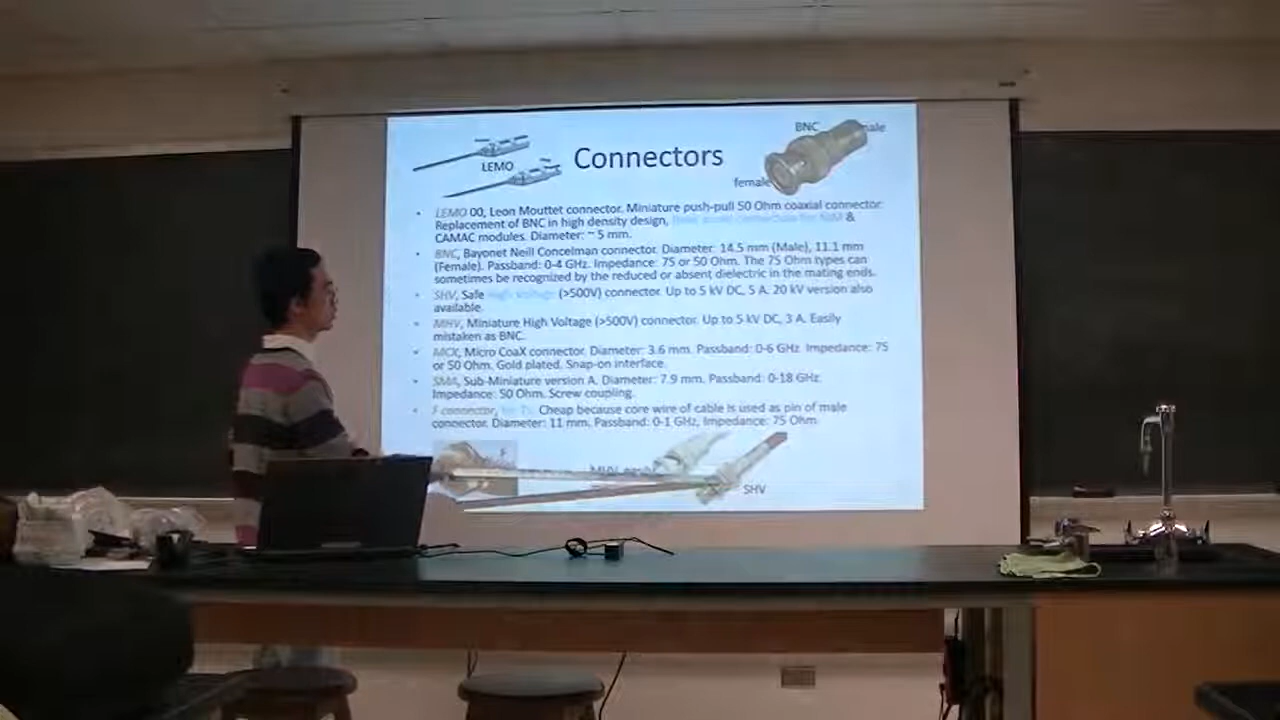 BNC male
LEMO
Connectors
female
• LEMO 00, Leon Mouttet connector. Miniature push-pull 50 Ohm coaxial connector.
Replacement of BNC in high density design, &
CAMAC modules. Diameter: ~ 5 mm.
• BNC, Bayonet Neill Concelman connector. Diameter: 14.5 mm (Male), 11.1 mm
(Female). Passband: 0-4 GHz. Impedance: 75 or 50 Ohm. The 75 Ohm types can
sometimes be recognized by the reduced or absent dielectric in the mating ends.
• SHV, Safe High Voltage (>500V) connector. Up to 5 kV DC, 5 A. 20 kV version also
available.
• MHV, Miniature High Voltage (>500V) connector. Up to 5 kV DC, 3 A. Easily
mistaken as BNC.
• MCX, Micro CoaX connector. Diameter: 3.6 mm. Passband: 0-6 GHz. Impedance: 75
or 50 Ohm. Gold plated. Snap-on interface.
• SMA, Sub-Miniature version A. Diameter: 7.9 mm. Passband: 0-18 GHz.
Impedance: 50 Ohm. Screw coupling.
• F connector, for TV. Cheap because core wire of cable is used as pin of male
connector. Diameter: 11 mm. Passband: 0-1 GHz, Impedance: 75 Ohm.
F
MHV
SHV